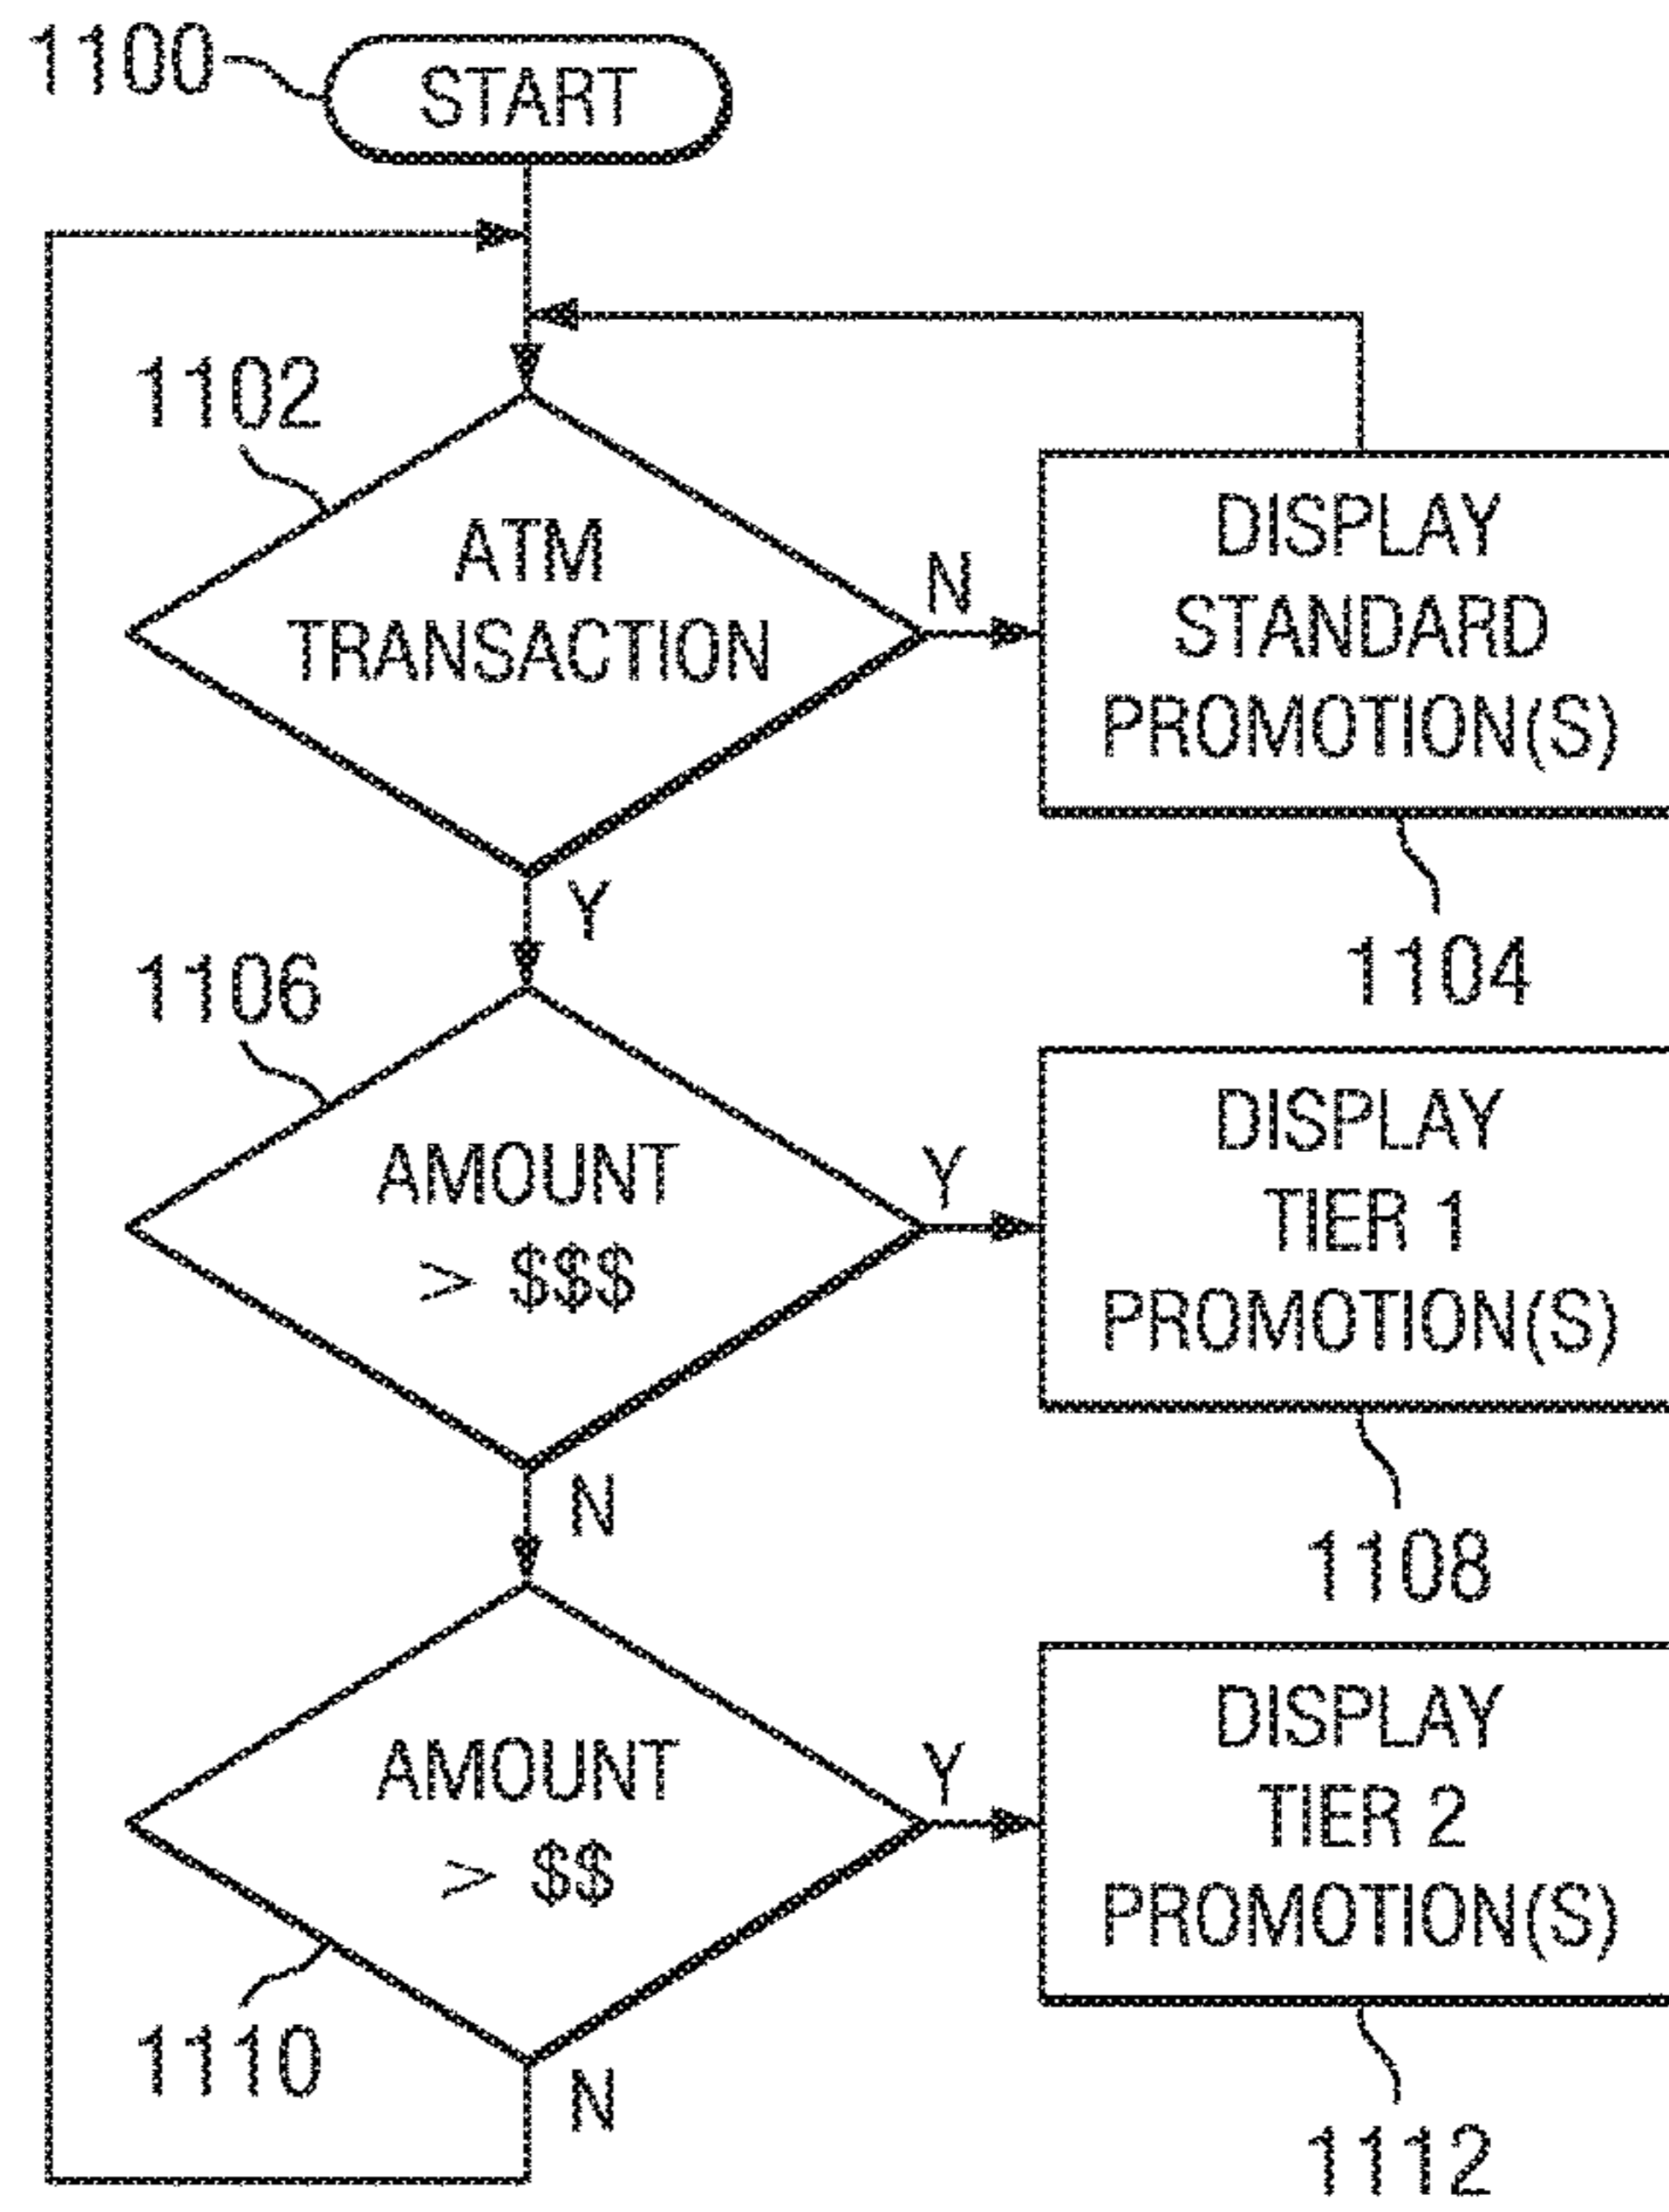 1100
START
1102
ATM
TRANSACTION
N
DISPLAY
STANDARD
PROMOTION(S)
1104
Y
1106
AMOUNT
> $$$
Y
DISPLAY
TIER 1
PROMOTION(S)
1108
N
AMOUNT
> $$
Y
DISPLAY
TIER 2
PROMOTION(S)
1110
N
1112